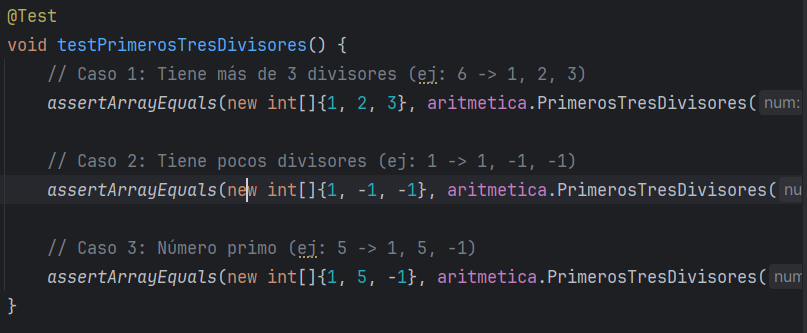 @Test
void testPrimerosTresDivisores() {
// Caso 1: Tiene más de 3 divisores (ej: 6 -> 1, 2, 3)
assertArrayEquals(new int[]{1, 2, 3}, aritmetica.PrimerosTresDivisores( num:
// Caso 2: Tiene pocos divisores (ej: 1 -> 1, -1, -1)
assertArrayEquals(new int[]{1, -1, -1}, aritmetica.PrimerosTresDivisores( nu
// Caso 3: Número primo (ej: 5 -> 1, 5, -1)
assertArrayEquals(new int[]{1, 5, -1}, aritmetica.PrimerosTresDivisores( num
}